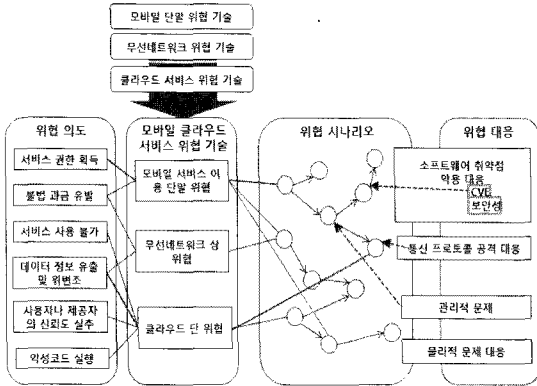 모바일 단말 위협 기술
무선네트워크 위협 기술
클라우드 서비스 위협 기술
위협 의도
서비스 권한 획득
불법 과금 유발
서비스 사용 불가
데이터 정보 유출
및 위변조
사용자나 제공자
의 신뢰도 실추
악성코드 실행
모바일 클라우드
서비스 위협 기술
모바일 서비스 이
용 단말 위협
무선네트워크 상
위협
클라우드 단 위협
위협 시나리오
위협 대응
소프트웨어 취약점
악용 대응
CVE
보안성
통신 프로토콜 공격 대응
관리적 문제
물리적 문제 대응